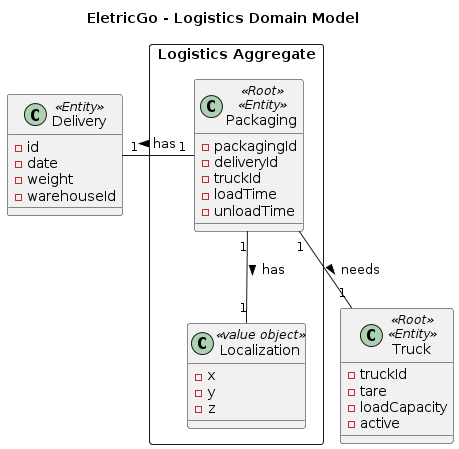 EletricGo - Logistics Domain Model
Logistics Aggregate
C «Root»
«Entity»
Packaging
packagingId
deliveryId
truckId
loadTime
unloadTime
C «Entity»
Delivery
id
date
weight
warehouseId
1 has 1
1
has
1
1
needs
1
C «value object»
Localization
x
y
z
C «Root»
«Entity»
Truck
truckId
tare
loadCapacity
active